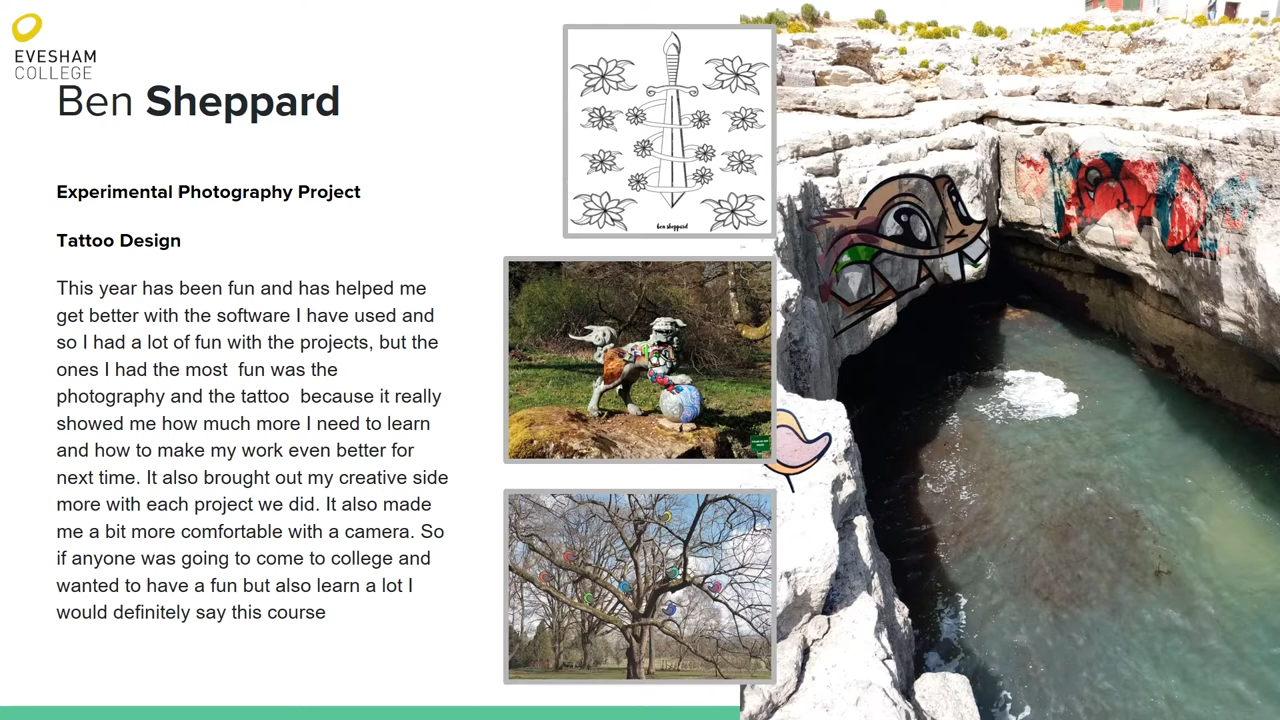 EVESHAM
COLLEGE
Ben Sheppard
Experimental Photography Project
Tattoo Design
This year has been fun and has helped me
get better with the software I have used and
so I had a lot of fun with the projects, but the
ones I had the most  fun was the
photography and the tattoo  because it really
showed me how much more I need to learn
and how to make my work even better for
next time. It also brought out my creative side
more with each project we did. It also made
me a bit more comfortable with a camera. So
if anyone was going to come to college and
wanted to have a fun but also learn a lot I
would definitely say this course
ben sheppard